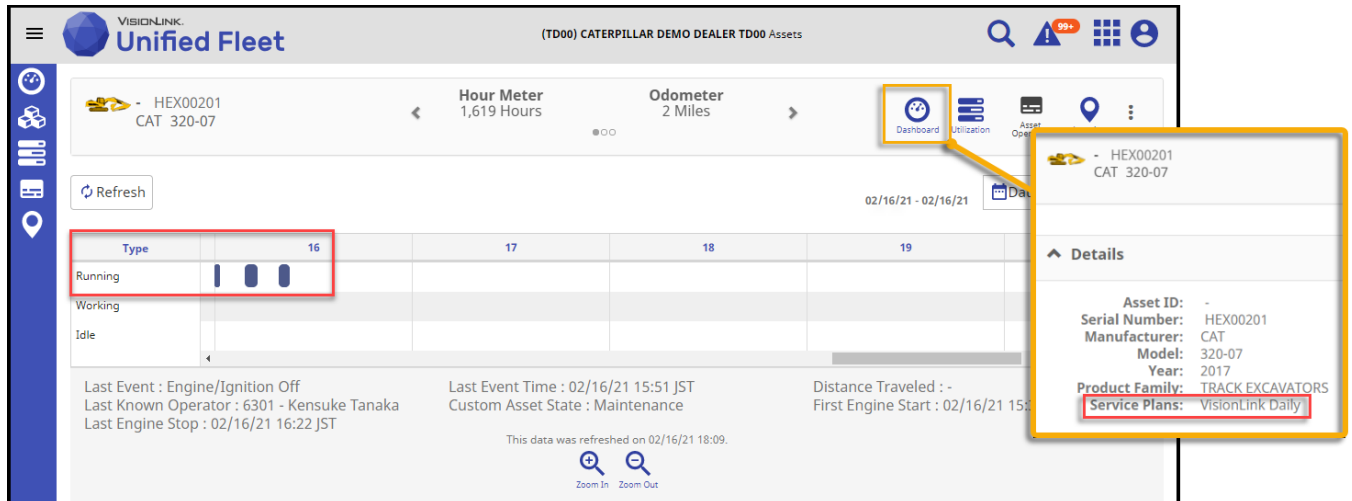 VISIONLINK.
Unified Fleet
(TD00) CATERPILLAR DEMO DEALER TD00 Assets
99+
- HEX00201
CAT 320-07
Hour Meter
1,619 Hours
Odometer
2 Miles
Dashboard
Utilization
Asset
Refresh
02/16/21 - 02/16/21
Type 16 17 18 19
Running
Working
Idle
Last Event : Engine/Ignition Off
Last Known Operator : 6301 - Kensuke Tanaka
Last Engine Stop : 02/16/21 16:22 JST
Last Event Time : 02/16/21 15:51 JST
Custom Asset State : Maintenance
Distance Traveled : -
First Engine Start : 02/16/21 15:
This data was refreshed on 02/16/21 18:09.
Zoom In Zoom Out
- HEX00201
CAT 320-07
Details
Asset ID: -
Serial Number: HEX00201
Manufacturer: CAT
Model: 320-07
Year: 2017
Product Family: TRACK EXCAVATORS
Service Plans: VisionLink Daily